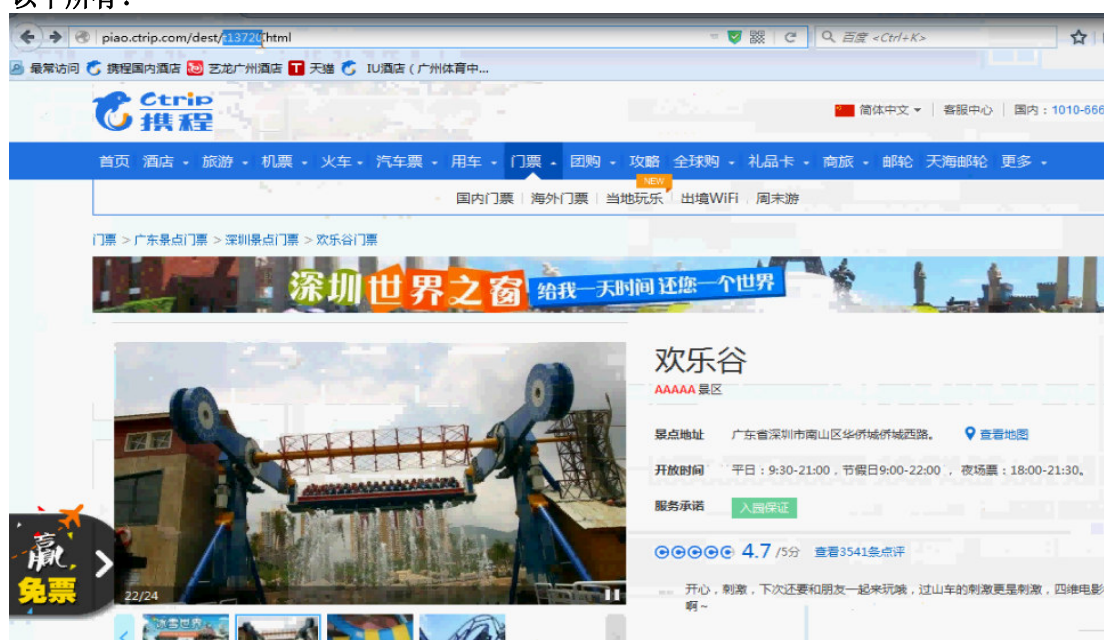 以下所有:
piao.ctrip.com/dest/t13720.html
百度 <Ctrl+K>
最常访问 携程国内酒店 艺龙广州酒店 T 天猫 IU酒店(广州体育中...
Ctrip
携程
简体中文 客服中心 国内:1010-666
首页 酒店 旅游 机票 火车 汽车票 用车 门票 团购 攻略 全球购 礼品卡 商旅 邮轮 天海邮轮 更多
NEW
国内门票 海外门票 当地玩乐 出境WiFi 周末游
门票 > 广东景点门票 > 深圳景点门票 > 欢乐谷门票
深圳世界之窗 给我一天时间 还您一个世界
欢乐谷
AAAAA 景区
景点地址 广东省深圳市南山区华侨城侨城西路。 查看地图
开放时间 平日:9:30-21:00,节假日9:00-22:00, 夜场票:18:00-21:30。
服务承诺 入园保证
4.7 /5分 查看3541条点评
开心,刺激,下次还要和朋友一起来玩嗨,过山车的刺激更是刺激,四维电影
啊~
赢
免票
22/24
冰雪世界